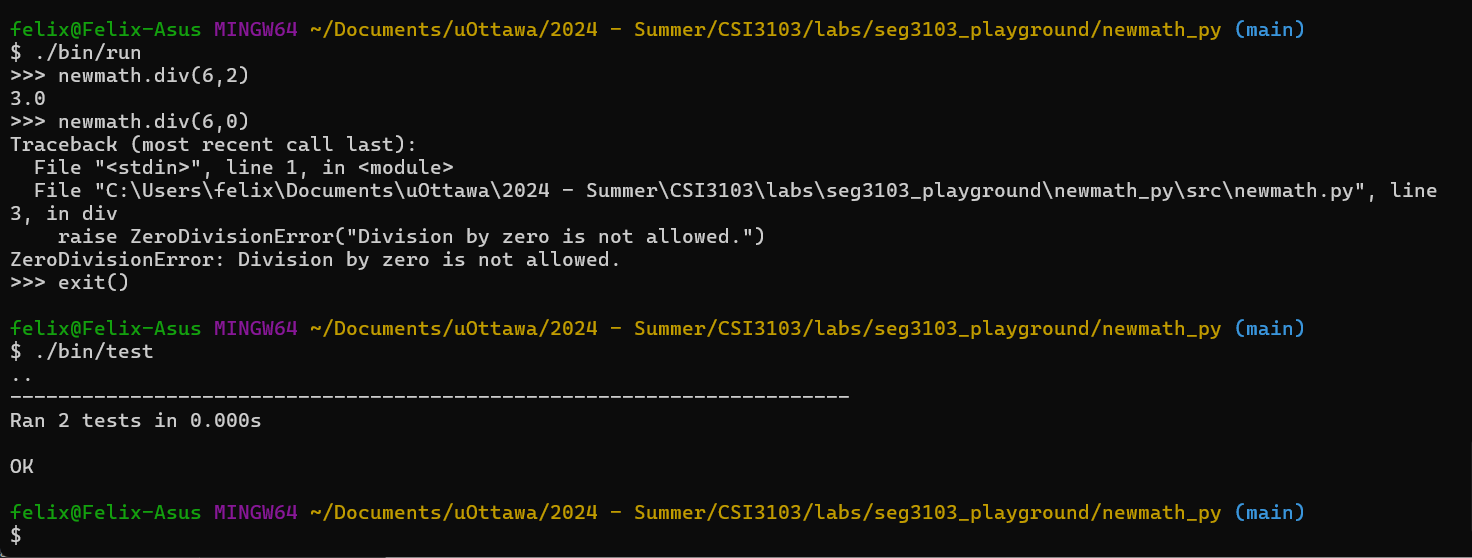 felix@Felix-Asus MINGW64 ~/Documents/uOttawa/2024 - Summer/CSI3103/labs/seg3103_playground/newmath_py (main)
$ ./bin/run
>>> newmath.div(6,2)
3.0
>>> newmath.div(6,0)
Traceback (most recent call last):
  File "<stdin>", line 1, in <module>
  File "C:\Users\felix\Documents\uOttawa\2024 - Summer\CSI3103\labs\seg3103_playground\newmath_py\src\newmath.py", line
3, in div
    raise ZeroDivisionError("Division by zero is not allowed.")
ZeroDivisionError: Division by zero is not allowed.
>>> exit()

felix@Felix-Asus MINGW64 ~/Documents/uOttawa/2024 - Summer/CSI3103/labs/seg3103_playground/newmath_py (main)
$ ./bin/test
..
----------------------------------------------------------------------
Ran 2 tests in 0.000s

OK

felix@Felix-Asus MINGW64 ~/Documents/uOttawa/2024 - Summer/CSI3103/labs/seg3103_playground/newmath_py (main)
$